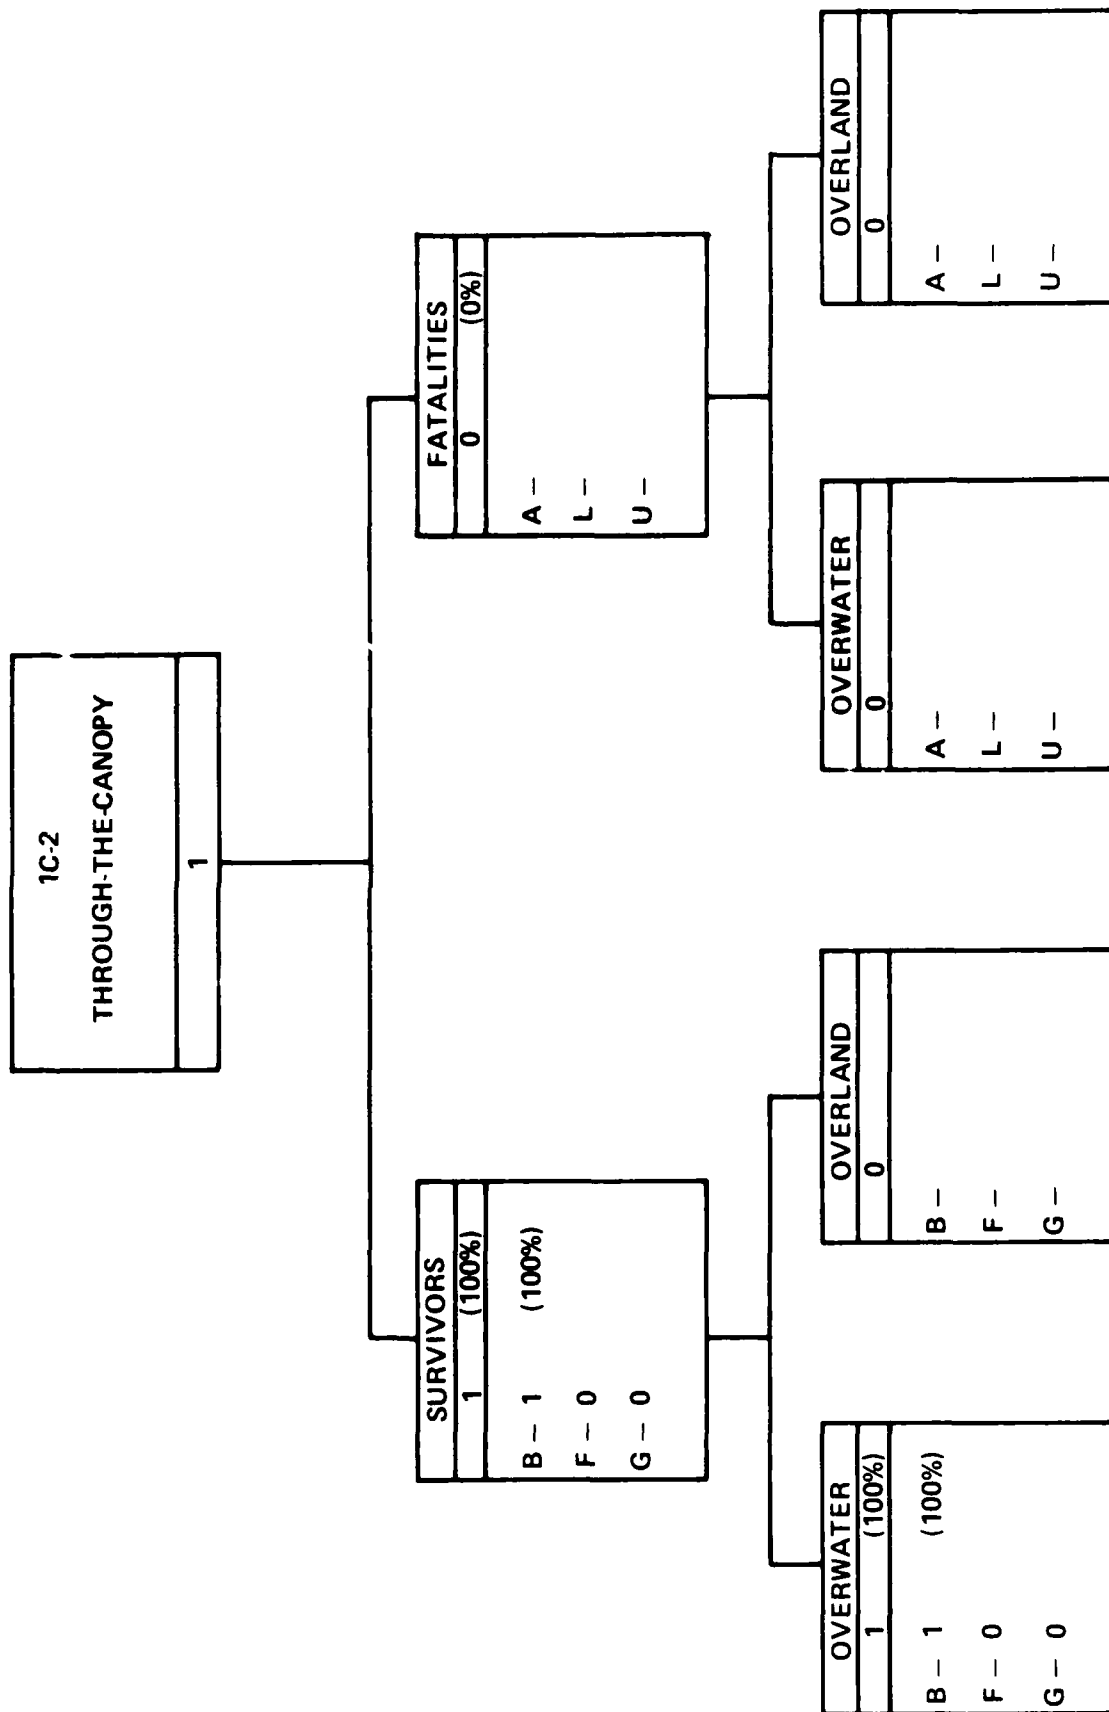 1C-2
THROUGH-THE-CANOPY
1
SURVIVORS
1 (100%)
B – 1 (100%)
F – 0
G – 0
FATALITIES
0 (0%)
A –
L –
U –
OVERWATER
1 (100%)
B – 1 (100%)
F – 0
G – 0
OVERLAND
0
B –
F –
G –
OVERWATER
0
A –
L –
U –
OVERLAND
0
A –
L –
U –